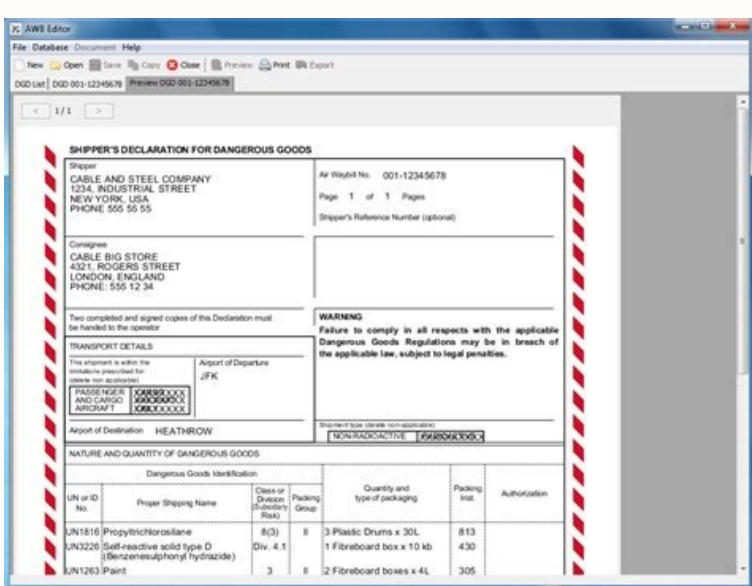 AWB Editor
File Database Document Help
New Open Save Copy Close Preview Print Export
DGD List DGD 001-12345678 Preview DGD-001-12345678
< 1/1 >
SHIPPER'S DECLARATION FOR DANGEROUS GOODS
Shipper
CABLE AND STEEL COMPANY
1234, INDUSTRIAL STREET
NEW YORK, USA
PHONE 555 55 55
Air Waybill No. 001-12345678
Page 1 of 1 Pages
Shipper's Reference Number (optional)
Consignee
CABLE BIG STORE
4321, ROGERS STREET
LONDON, ENGLAND
PHONE: 555 12 34
Two completed and signed copies of this Declaration must
be handed to the operator
WARNING
Failure to comply in all respects with the applicable
Dangerous Goods Regulations may be in breach of
the applicable law, subject to legal penalties.
TRANSPORT DETAILS
This shipment is within the
limitations prescribed for:
(delete non applicable)
Airport of Departure
JFK
PASSENGER
AND CARGO
AIRCRAFT
Airport of Destination HEATHROW
Shipment type (delete non-applicable)
NON-RADIOACTIVE
NATURE AND QUANTITY OF DANGEROUS GOODS
Dangerous Goods Identification
UN or ID
No.
Proper Shipping Name
Class or
Division
(Subsidiary
Risk)
Packing
Group
Quantity and
type of packaging
Packing
Inst.
Authorization
UN1816 Propyltrichlorosilane 8(3) II 3 Plastic Drums x 30L 813
UN3226 Self-reactive solid type D Div. 4.1 1 Fibreboard box x 10 kb 430
(Benzenesulphonyl hydrazide)
UN1263 Paint 3 II 2 Fibreboard boxes x 4L 305